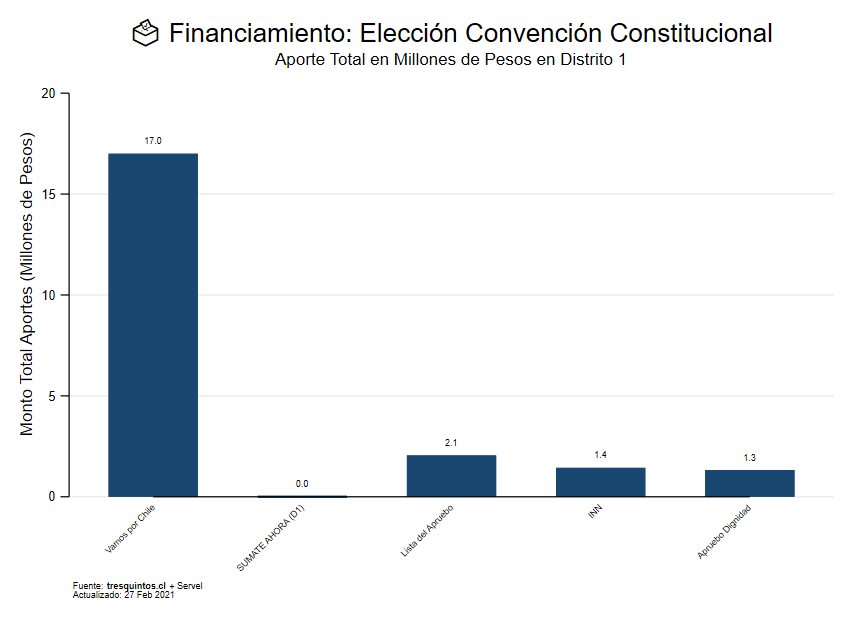 Financiamiento: Elección Convención Constitucional
Aporte Total en Millones de Pesos en Distrito 1
Monto Total Aportes (Millones de Pesos)
20
15
10
5
0
17.0
0.0
2.1
1.4
1.3
Vamos por Chile
SUMATE AHORA (D1)
Lista del Apruebo
INN
Apruebo Dignidad
Fuente: tresquintos.cl + Servel
Actualizado: 27 Feb 2021